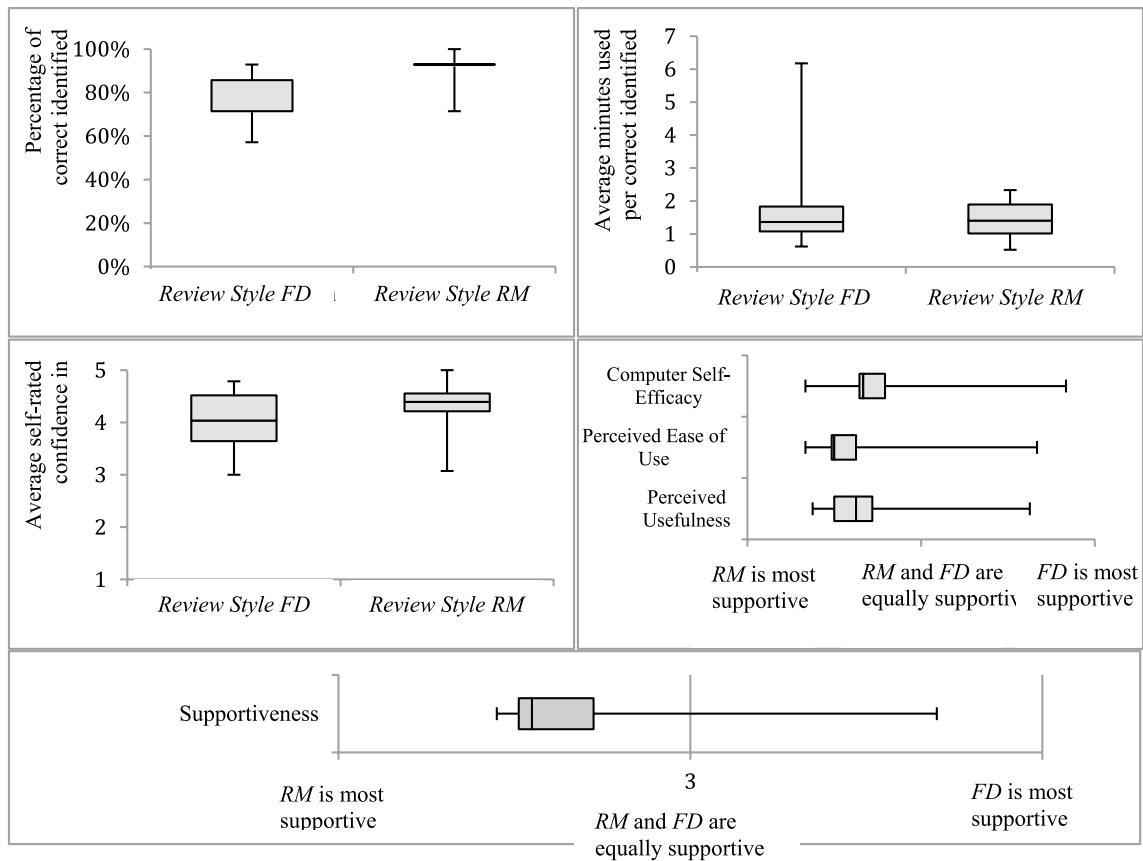 Percentage of
correct identified
100%
80%
60%
40%
20%
0%
Review Style FD
Review Style RM
Average minutes used
per correct identified
7
6
5
4
3
2
1
0
Review Style FD
Review Style RM
Average self-rated
confidence in
5
4
3
2
1
Review Style FD
Review Style RM
Computer Self-
Efficacy
Perceived Ease of
Use
Perceived
Usefulness
RM is most
supportive
RM and FD are
equally supportiv
FD is most
supportive
Supportiveness
3
RM is most
supportive
RM and FD are
equally supportive
FD is most
supportive